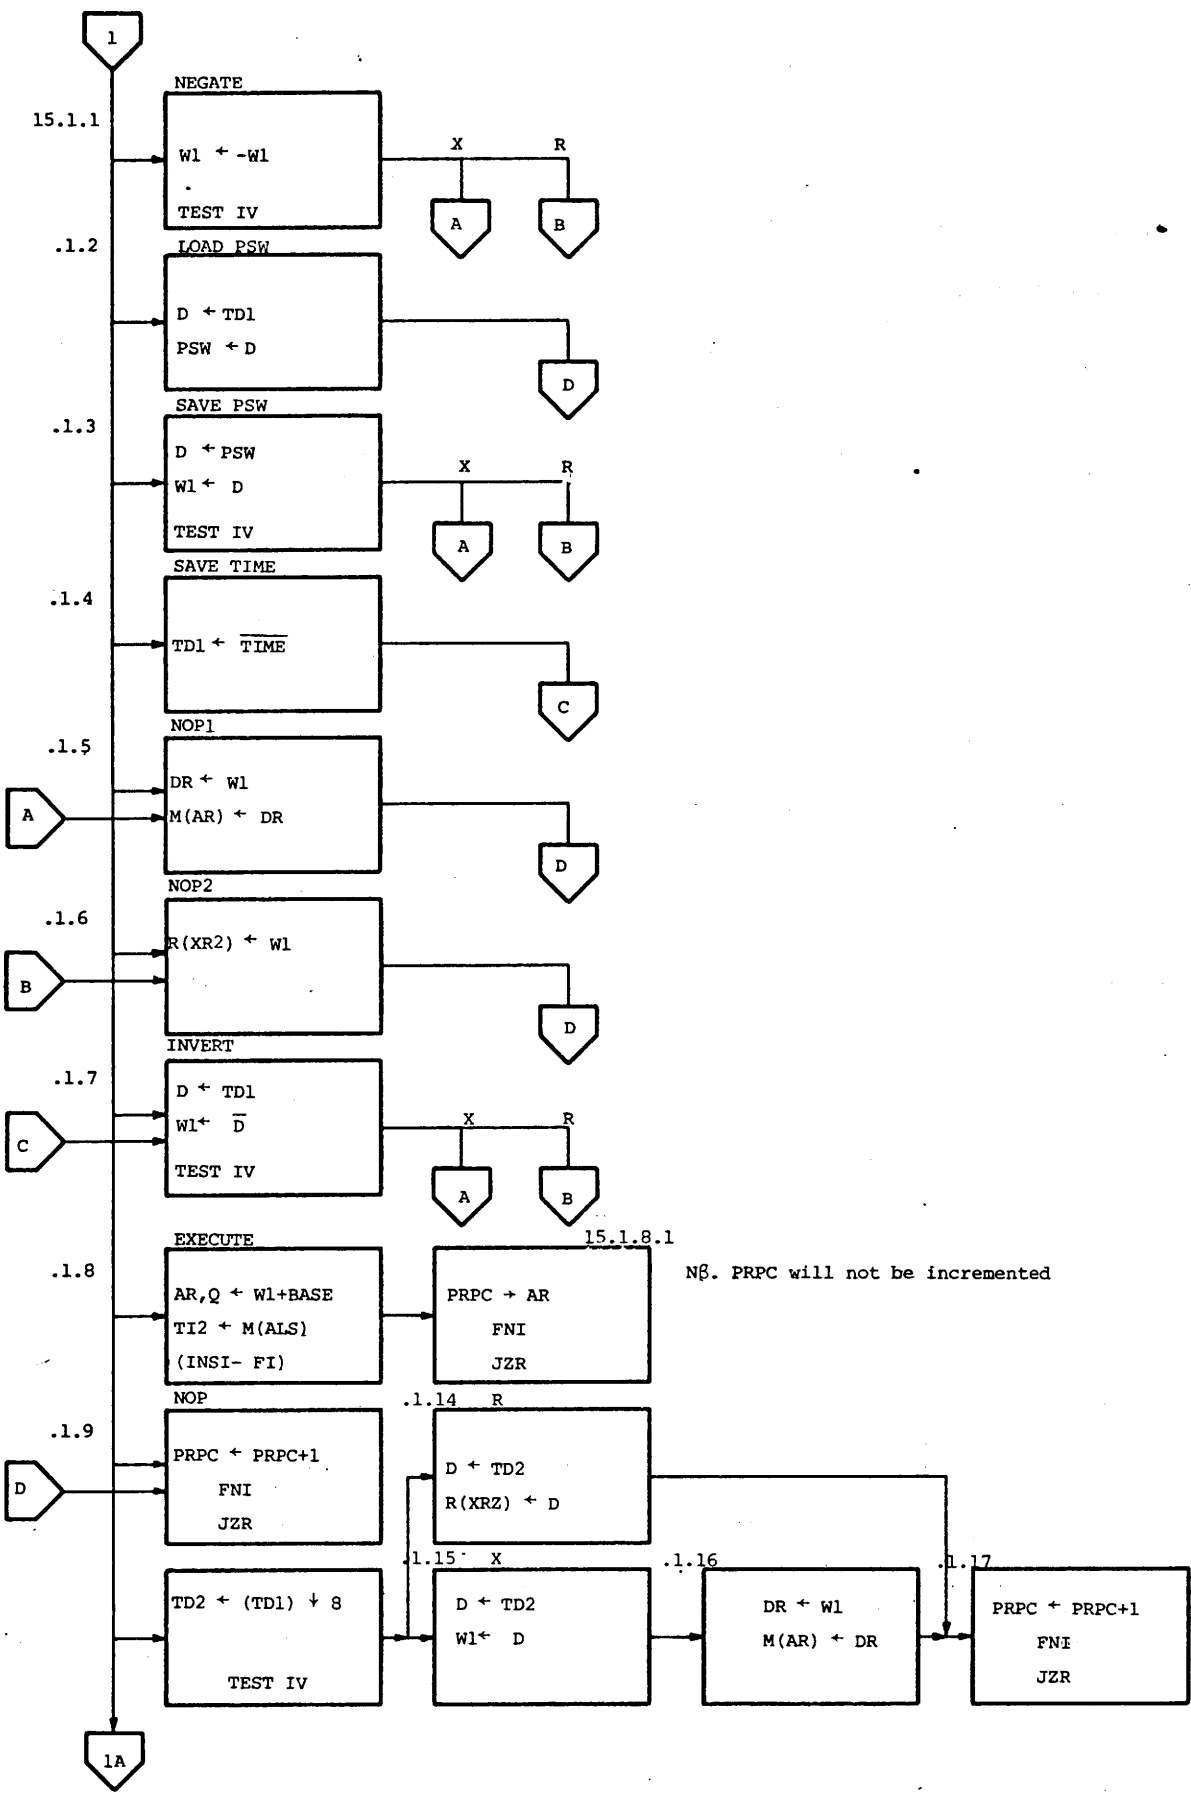 1
NEGATE
15.1.1
W1 ← -W1
X
R
TEST IV
A
B
.1.2
LOAD PSW
D ← TD1
PSW ← D
D
SAVE PSW
.1.3
D ← PSW
W1 ← D
X
R
TEST IV
A
B
SAVE TIME
.1.4
TD1 ← T̅I̅M̅E̅
C
NOP1
.1.5
DR ← W1
A
M(AR) ← DR
D
NOP2
.1.6
R(XR2) ← W1
B
D
INVERT
.1.7
D ← TD1
W1 ← D̅
X
R
C
TEST IV
A
B
EXECUTE
15.1.8.1
.1.8
AR,Q ← W1+BASE
TI2 ← M(ALS)
(INSI- FI)
PRPC → AR
FNI
JZR
Nβ. PRPC will not be incremented
NOP
.1.14 R
.1.9
PRPC ← PRPC+1
D
FNI
JZR
D ← TD2
R(XRZ) ← D
.1.15 X
.1.16
.1.17
TD2 ← (TD1) ↓ 8
TEST IV
D ← TD2
W1 ← D
DR ← W1
M(AR) ← DR
PRPC ← PRPC+1
FNI
JZR
1A